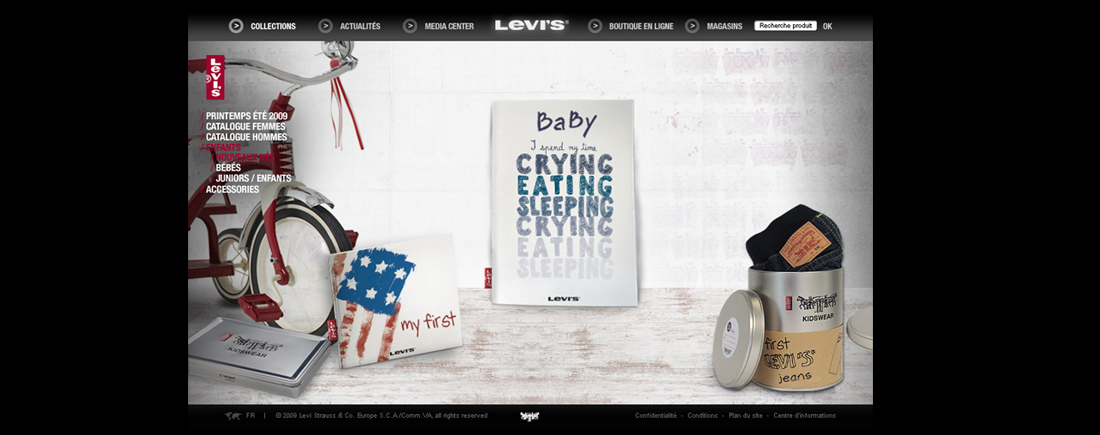 COLLECTIONS ACTUALITÉS MEDIA CENTER LEVI'S® BOUTIQUE EN LIGNE MAGASINS Recherche produit OK
LEVI'S
®
PRINTEMPS ÉTÉ 2009
CATALOGUE FEMMES
CATALOGUE HOMMES
/ ENFANTS
BÉBÉS
JUNIORS / ENFANTS
ACCESSORIES
BaBy
I spend my time
CRYING
EATING
SLEEPING
CRYING
EATING
SLEEPING
LEVI'S®
my first
LEVI'S®
KIDSWEAR
KIDSWEAR
first
LEVI'S®
jeans
FR | © 2009 Levi Strauss & Co. Europe S.C.A/Comm.VA, all rights reserved
Confidentialité - Conditions - Plan du site - Centre d'informations